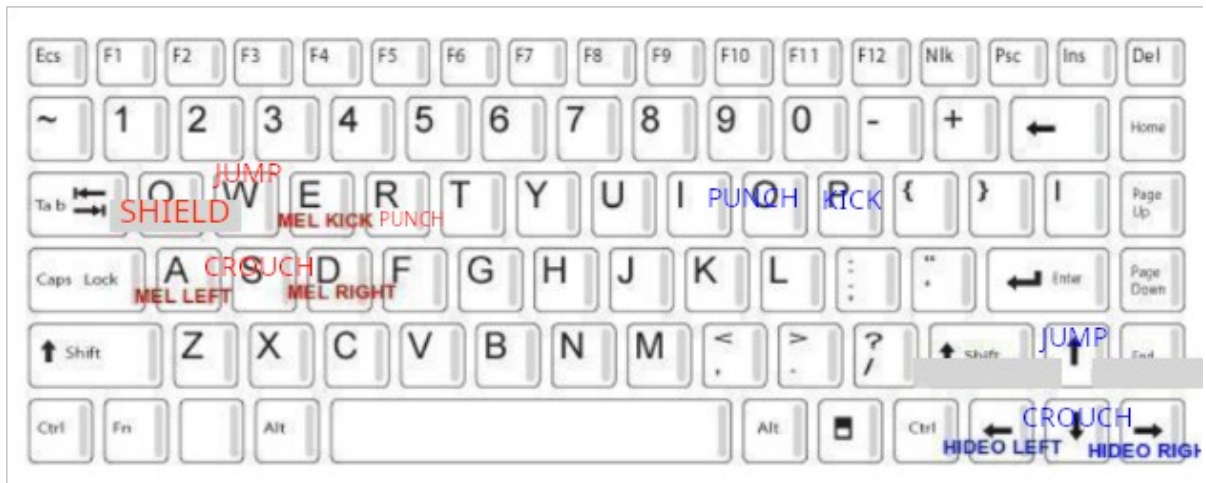 Ecs F1 F2 F3 F4 F5 F6 F7 F8 F9 F10 F11 F12 Nlk Psc Ins Del
~ 1 2 3 4 5 6 7 8 9 0 - + ← Home
JUMP
Tab Q W E R T Y U I O P { } | Page Up
SHIELD MEL KICK PUNCH PUNCH KICK
CROUCH
Caps Lock A S D F G H J K L : ; " . Enter Page Down
MEL LEFT MEL RIGHT
JUMP
Shift Z X C V B N M < , > . ? / Shift ↑ End
CROUCH
Ctrl Fn Alt Alt Ctrl ← ↓ →
HIDEO LEFT HIDEO RIGH